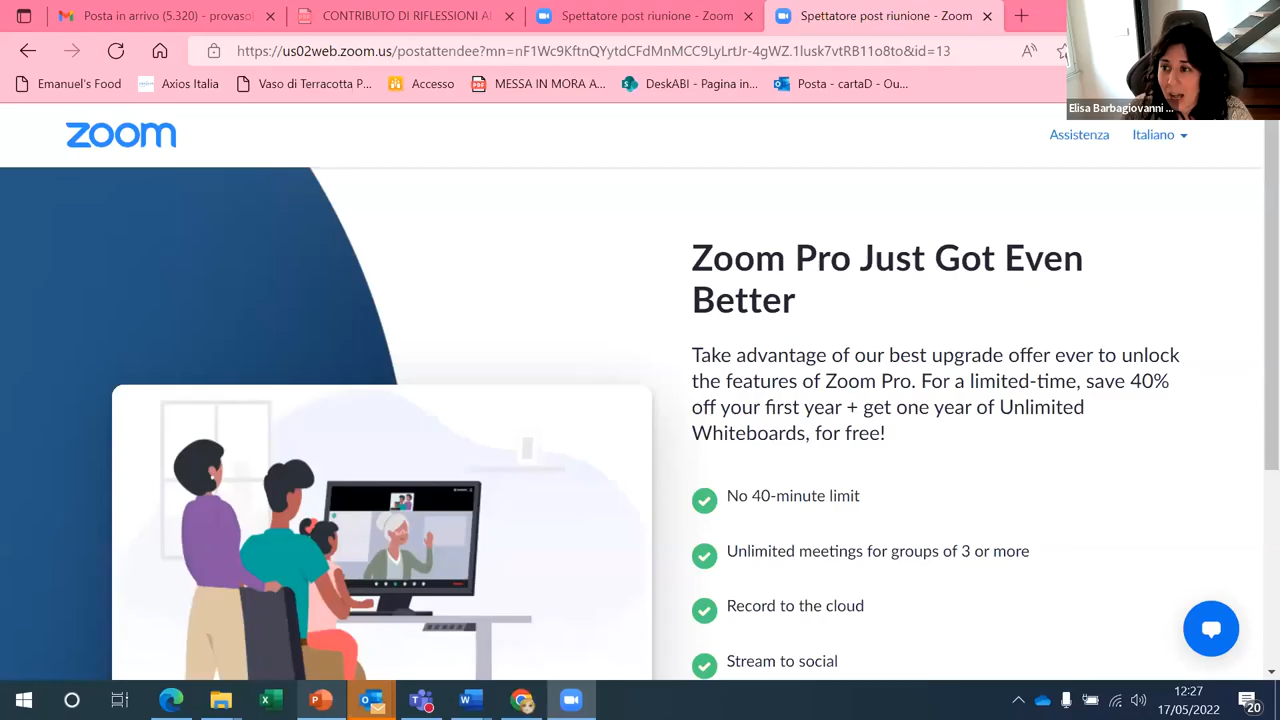 Posta in arrivo (5.320) - provasol
CONTRIBUTO DI RIFLESSIONI AL
Spettatore post riunione - Zoom
Spettatore post riunione - Zoom
https://us02web.zoom.us/postattendee?mn=nF1Wc9KftnQYytdCFdMnMCC9LyLrtJr-4gWZ.1lusk7vtRB11o8to&id=13
Emanuel's Food
Axios Italia
Vaso di Terracotta P...
Accesso
MESSA IN MORA A...
DeskABI - Pagina in...
Posta - cartaD - Ou...
Elisa Barbagiovanni ...
zoom
Assistenza
Italiano
Zoom Pro Just Got Even
Better
Take advantage of our best upgrade offer ever to unlock
the features of Zoom Pro. For a limited-time, save 40%
off your first year + get one year of Unlimited
Whiteboards, for free!
No 40-minute limit
Unlimited meetings for groups of 3 or more
Record to the cloud
Stream to social
12:27
17/05/2022
20